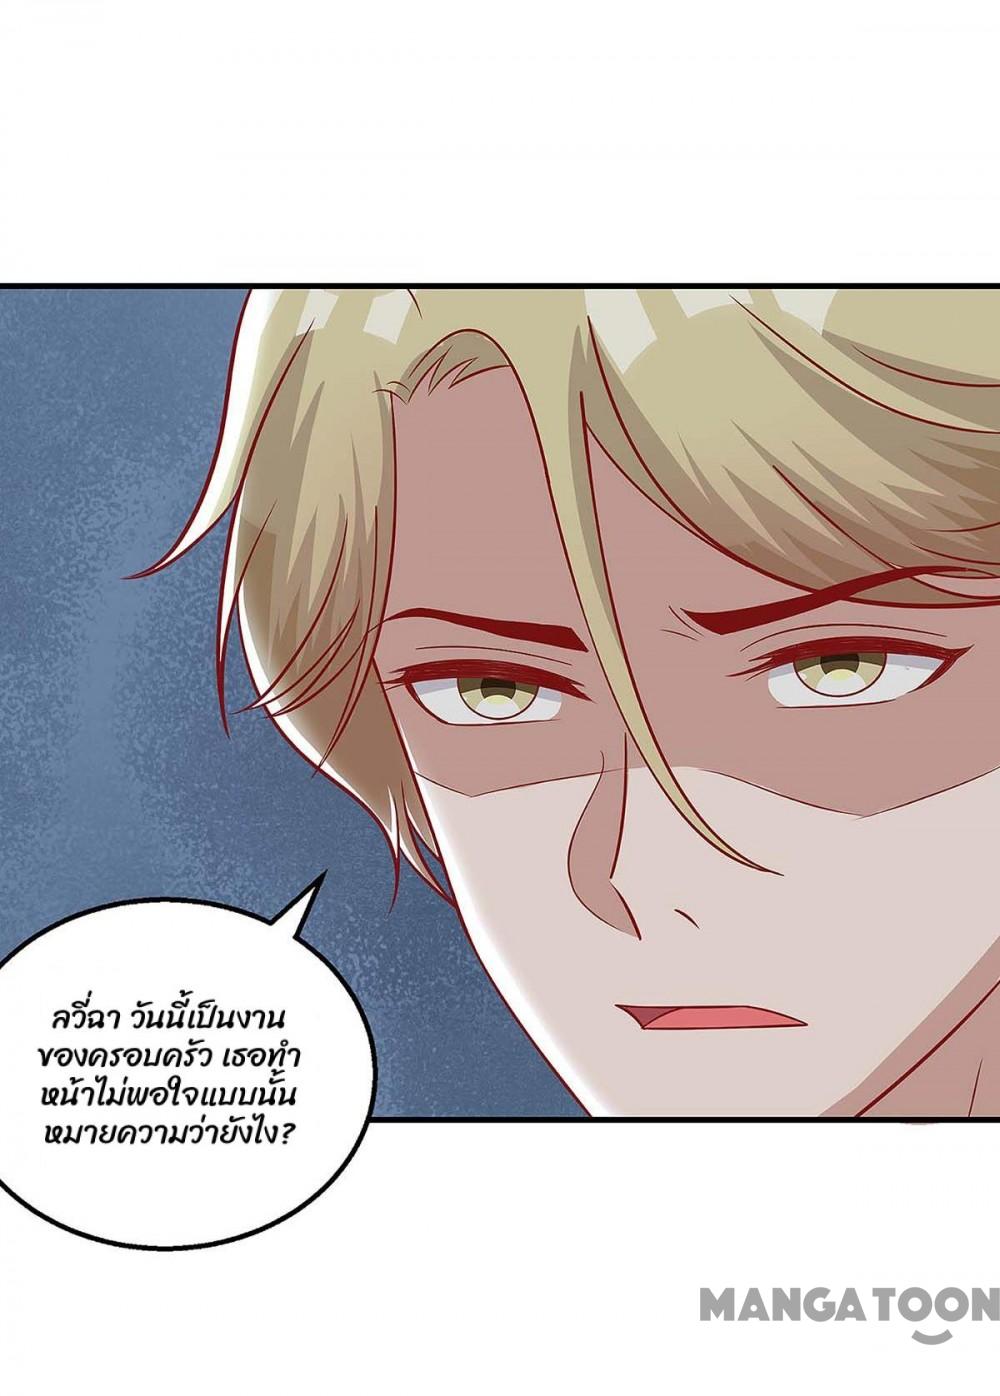 ลวี่ฉา วันนี้เป็นงาน
ของครอบครัว เธอทำ
หน้าไม่พอใจแบบนั้น
หมายความว่ายังไง?
MANGATOON